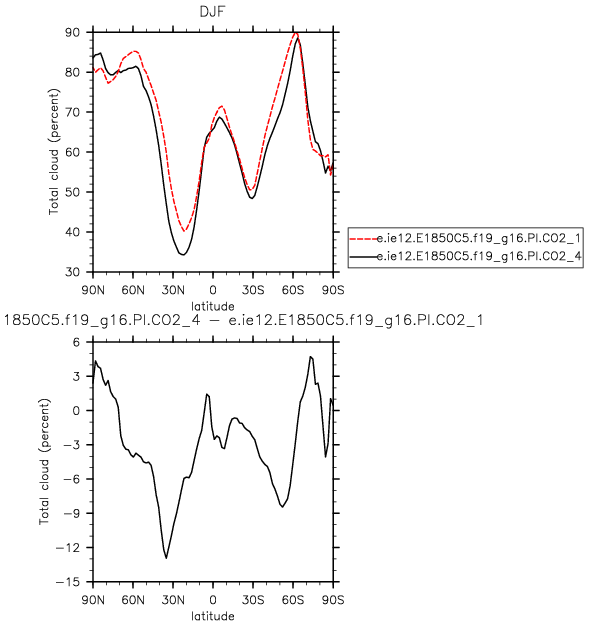 DJF
90
80
70
60
50
40
30
Total cloud (percent)
90N 60N 30N 0 30S 60S 90S
latitude
e.ie12.E1850C5.f19_g16.PI.CO2_1
e.ie12.E1850C5.f19_g16.PI.CO2_4
1850C5.f19_g16.PI.CO2_4 − e.ie12.E1850C5.f19_g16.PI.CO2_1
6
3
0
−3
−6
−9
−12
−15
Total cloud (percent)
90N 60N 30N 0 30S 60S 90S
latitude